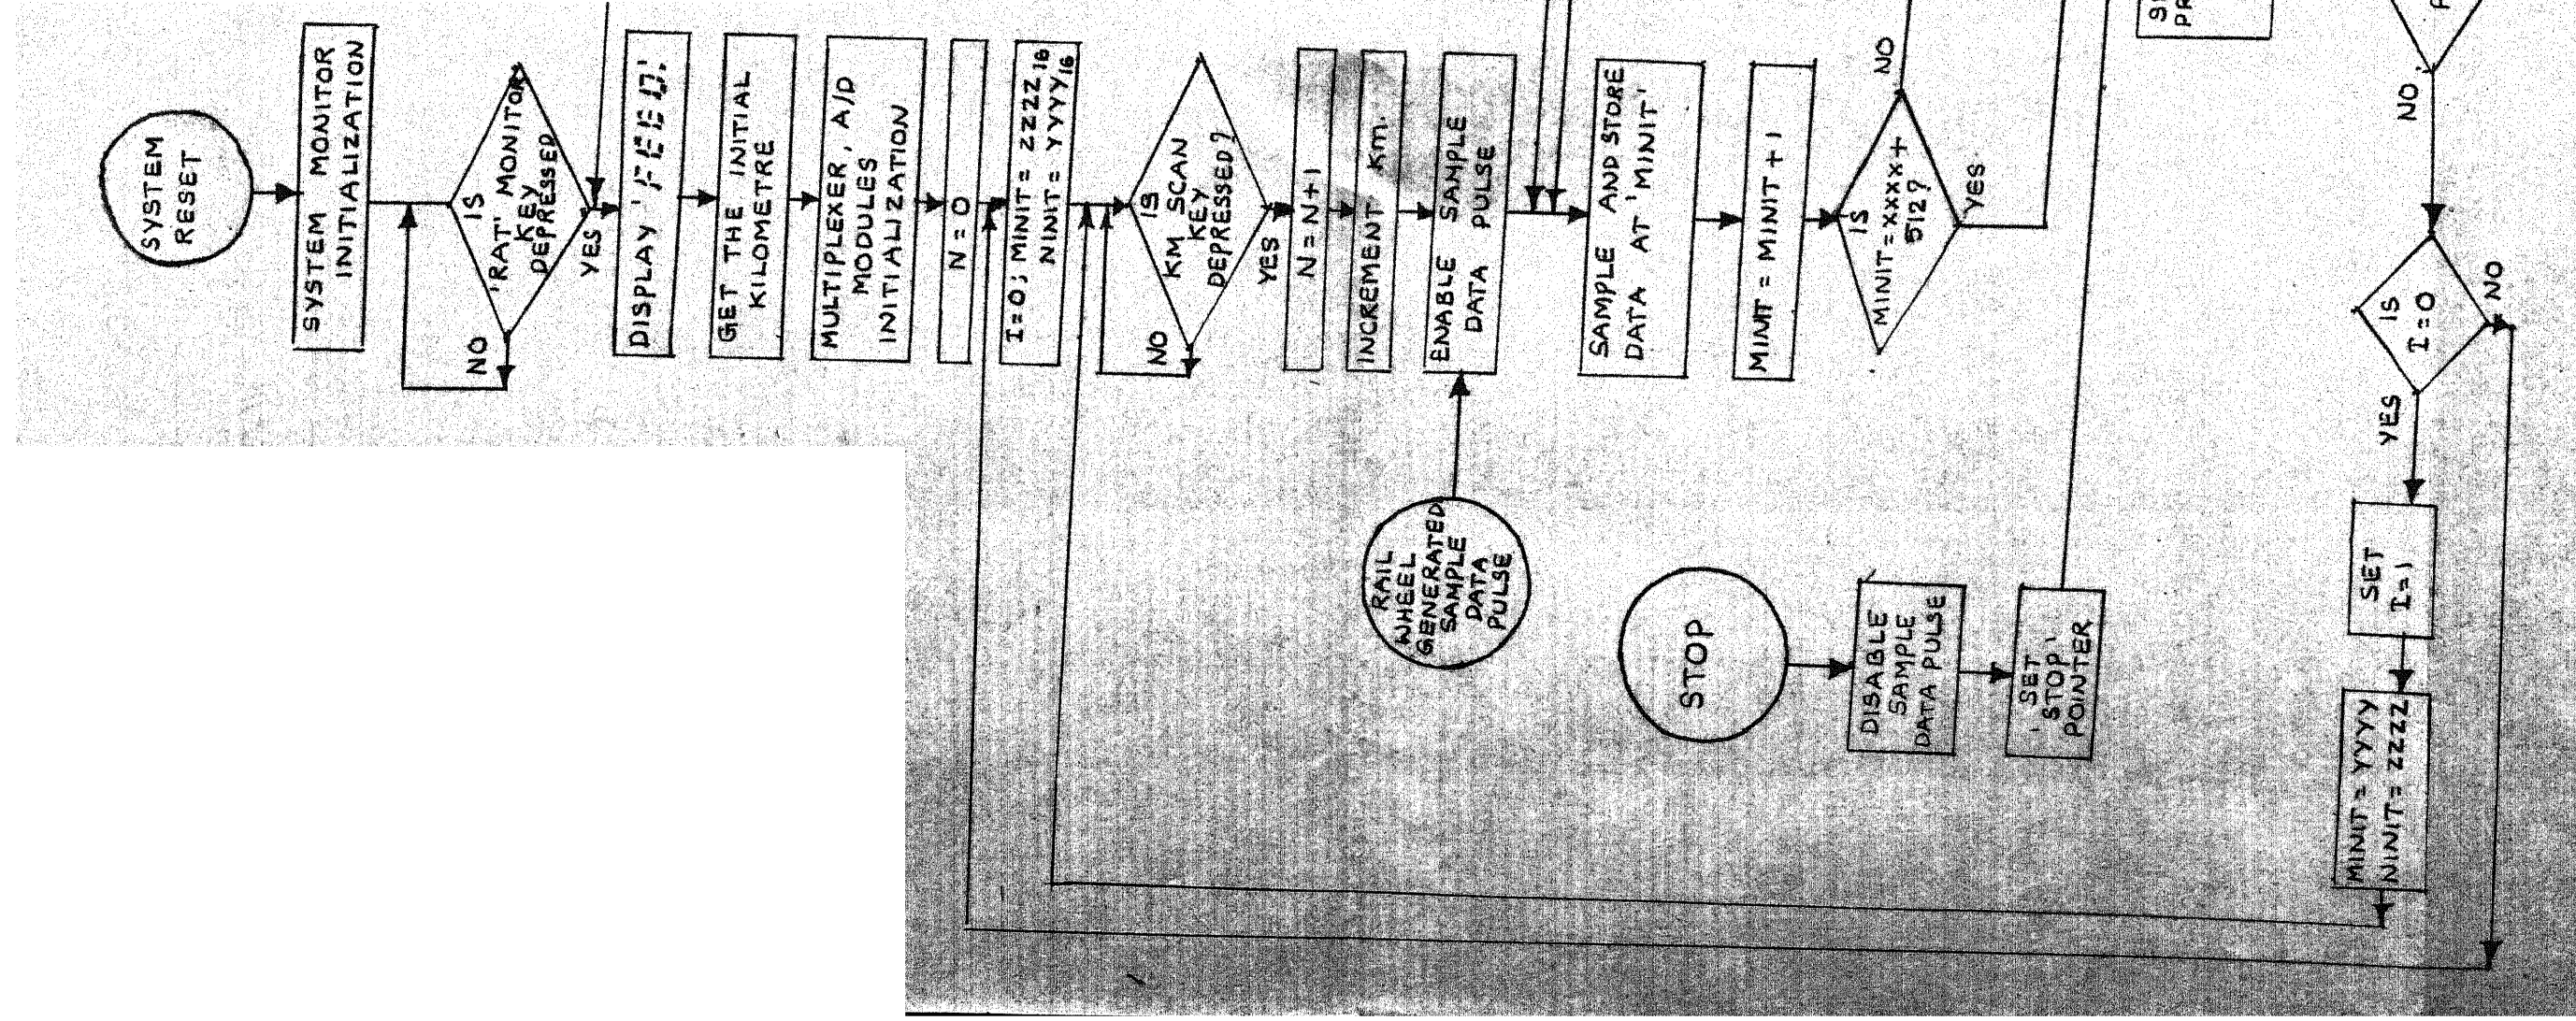 SYSTEM
RESET
SYSTEM MONITOR
INITIALIZATION
IS
'RAT' MONITOR
KEY
DEPRESSED
NO
YES
DISPLAY 'FEED'.
GET THE INITIAL
KILOMETRE
MULTIPLEXER, A/D
MODULES
INITIALIZATION
N = 0
I=0; MINIT= ZZZZ16
NINIT= YYYY16
IS
KM SCAN
KEY
DEPRESSED?
NO
YES
N = N+1
INCREMENT Km.
ENABLE SAMPLE
DATA PULSE
RAIL
WHEEL
GENERATED
SAMPLE
DATA
PULSE
SAMPLE AND STORE
DATA AT 'MINIT'
MINIT = MINIT + 1
IS
MINIT=XXXX+
512?
NO
YES
STOP
DISABLE
SAMPLE
DATA PULSE
SET
'STOP'
POINTER
NO
IS
I=0
NO
YES
SET
I=1
MINIT= YYYY
NINIT= ZZZZ